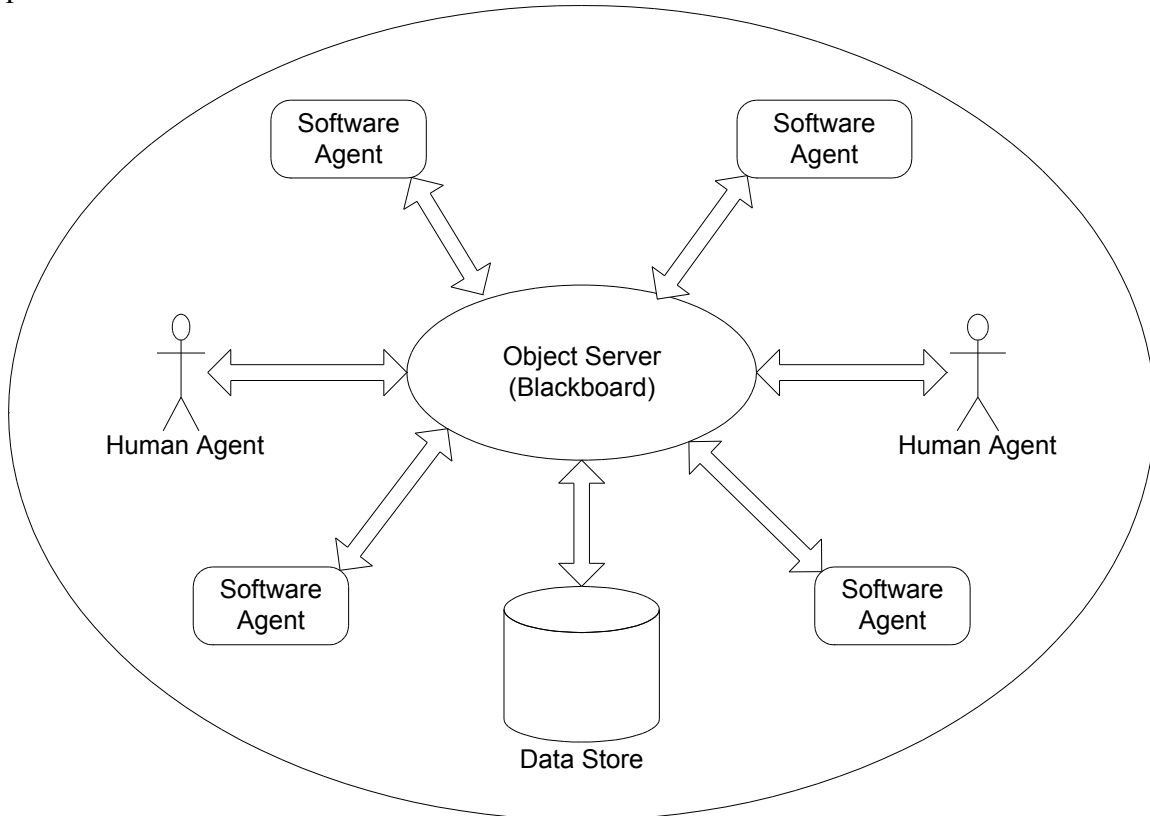 Software
Agent
Software
Agent
Object Server
(Blackboard)
Human Agent
Human Agent
Software
Agent
Software
Agent
Data Store